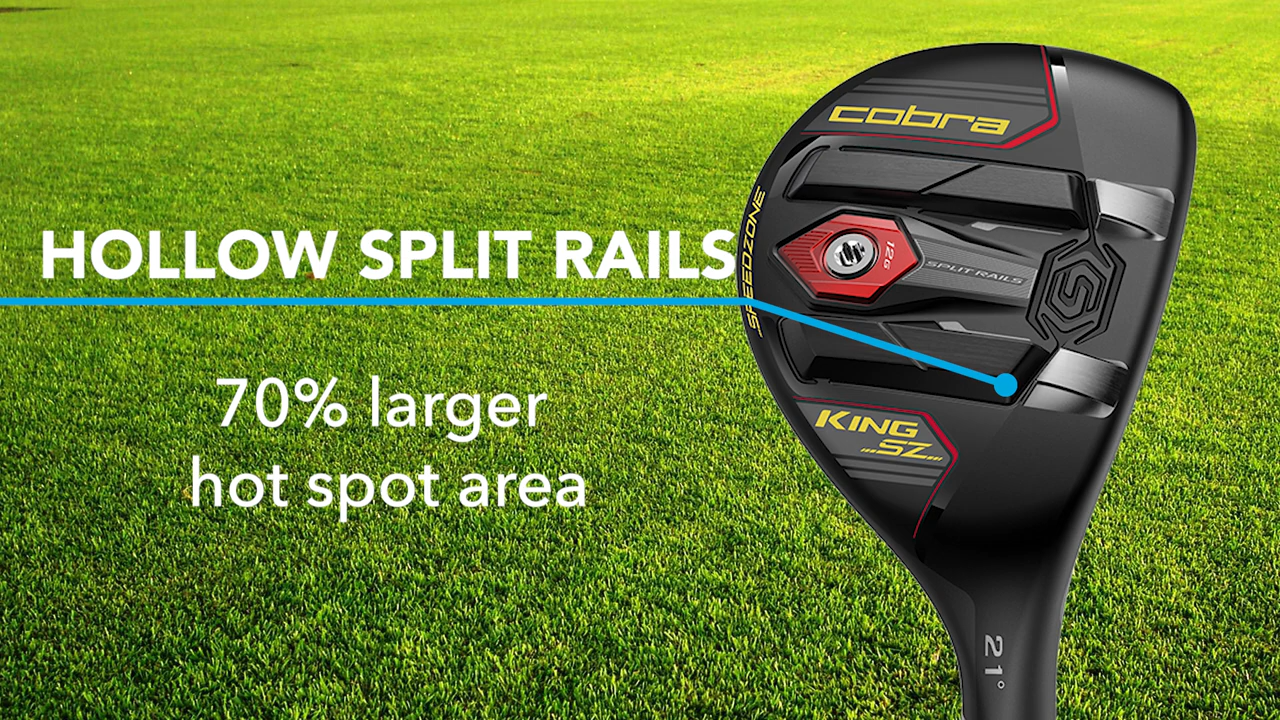 HOLLOW SPLIT RAILS
70% larger
hot spot area
cobra
SPEEDZONE
12G
SPLIT RAILS
KING
SZ
21°